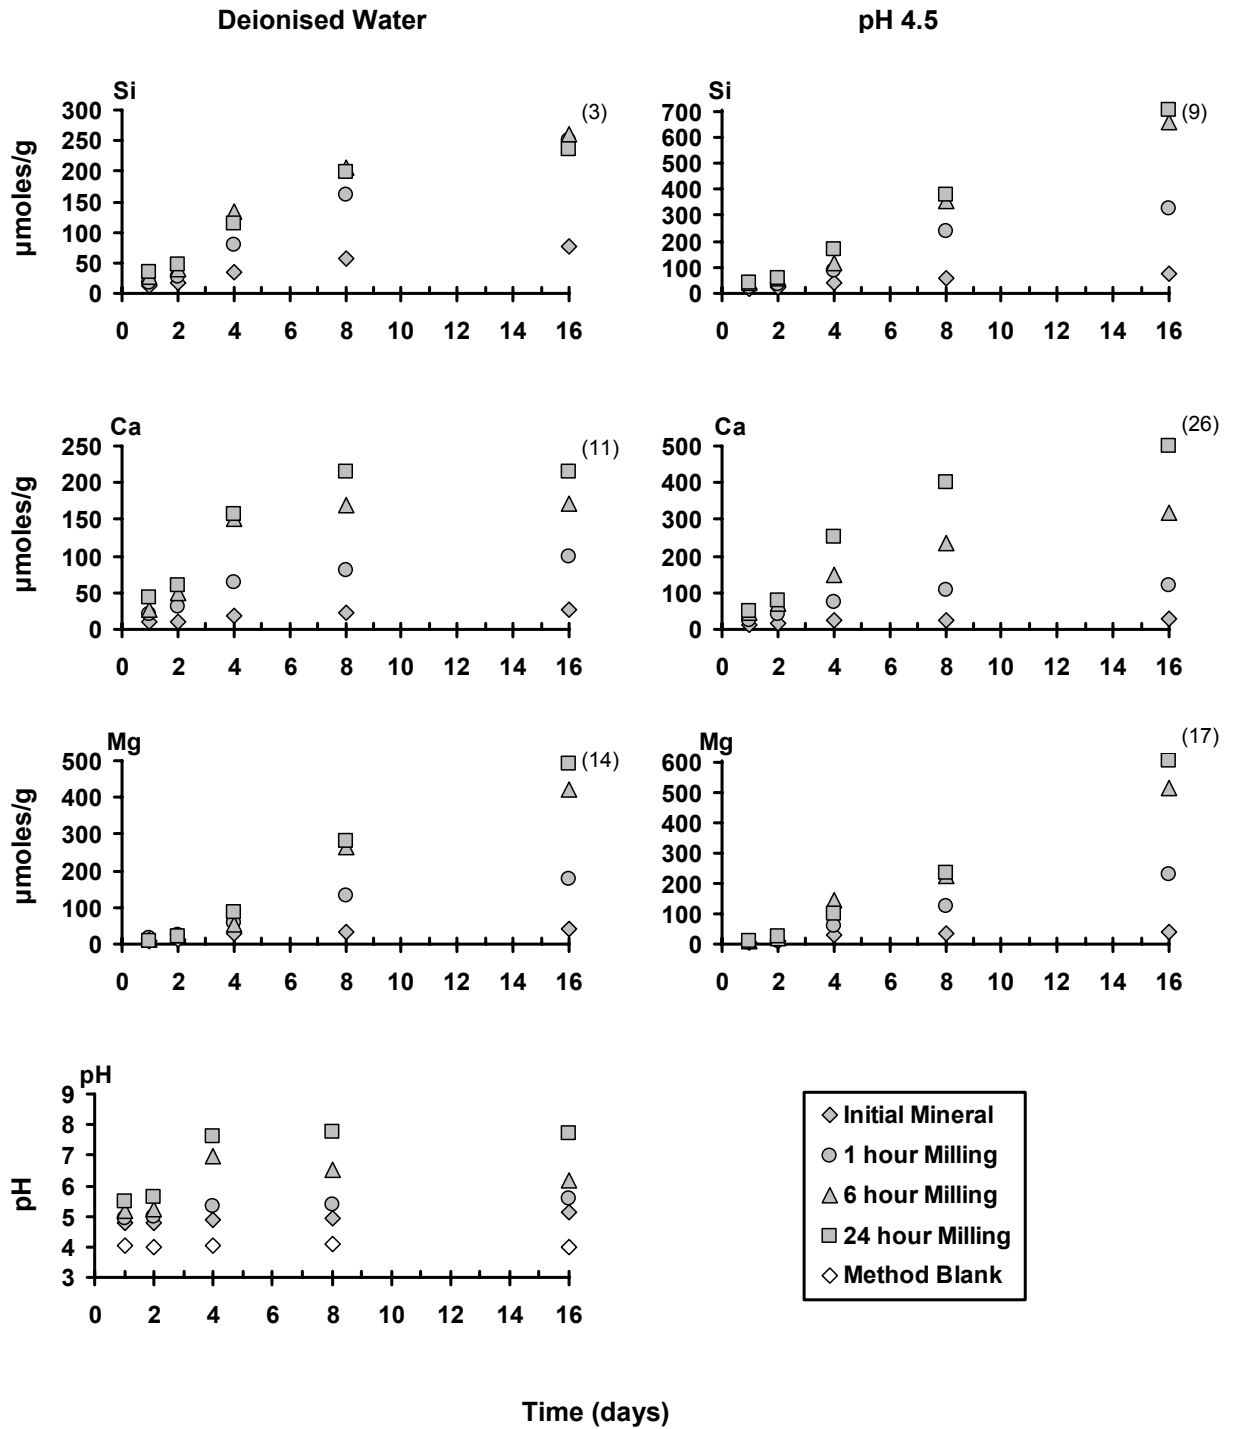 Deionised Water
pH 4.5
Si
300
250
200
150
100
50
0
µmoles/g
(3)
0 2 4 6 8 10 12 14 16
Si
700
600
500
400
300
200
100
0
(9)
0 2 4 6 8 10 12 14 16
Ca
250
200
150
100
50
0
µmoles/g
(11)
0 2 4 6 8 10 12 14 16
Ca
500
400
300
200
100
0
(26)
0 2 4 6 8 10 12 14 16
Mg
500
400
300
200
100
0
µmoles/g
(14)
0 2 4 6 8 10 12 14 16
Mg
600
500
400
300
200
100
0
(17)
0 2 4 6 8 10 12 14 16
pH
9
8
7
6
5
4
3
pH
0 2 4 6 8 10 12 14 16
Initial Mineral
1 hour Milling
6 hour Milling
24 hour Milling
Method Blank
Time (days)